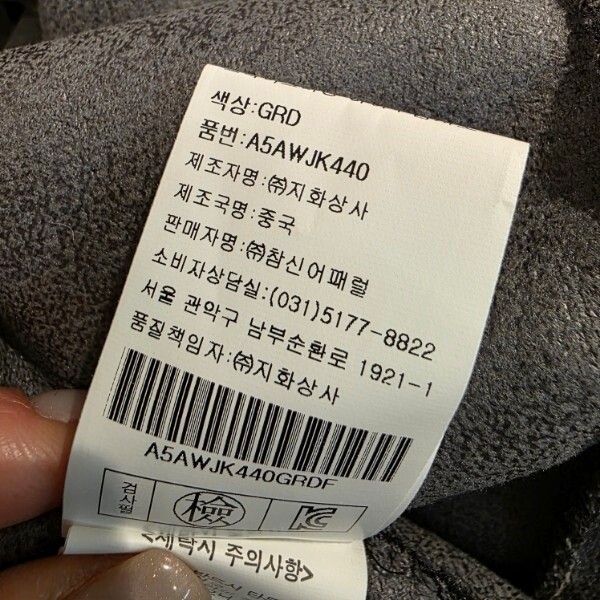 색상:GRD
품번:A5AWJK440
제조자명:㈜지화상사
제조국명:중국
판매자명:㈜참신어패럴
소비자상담실:(031)5177-8822
서울 관악구 남부순환로 1921-1
품질책임자:㈜지화상사
A5AWJK440GRDF
검사필 檢
<세탁시 주의사항>